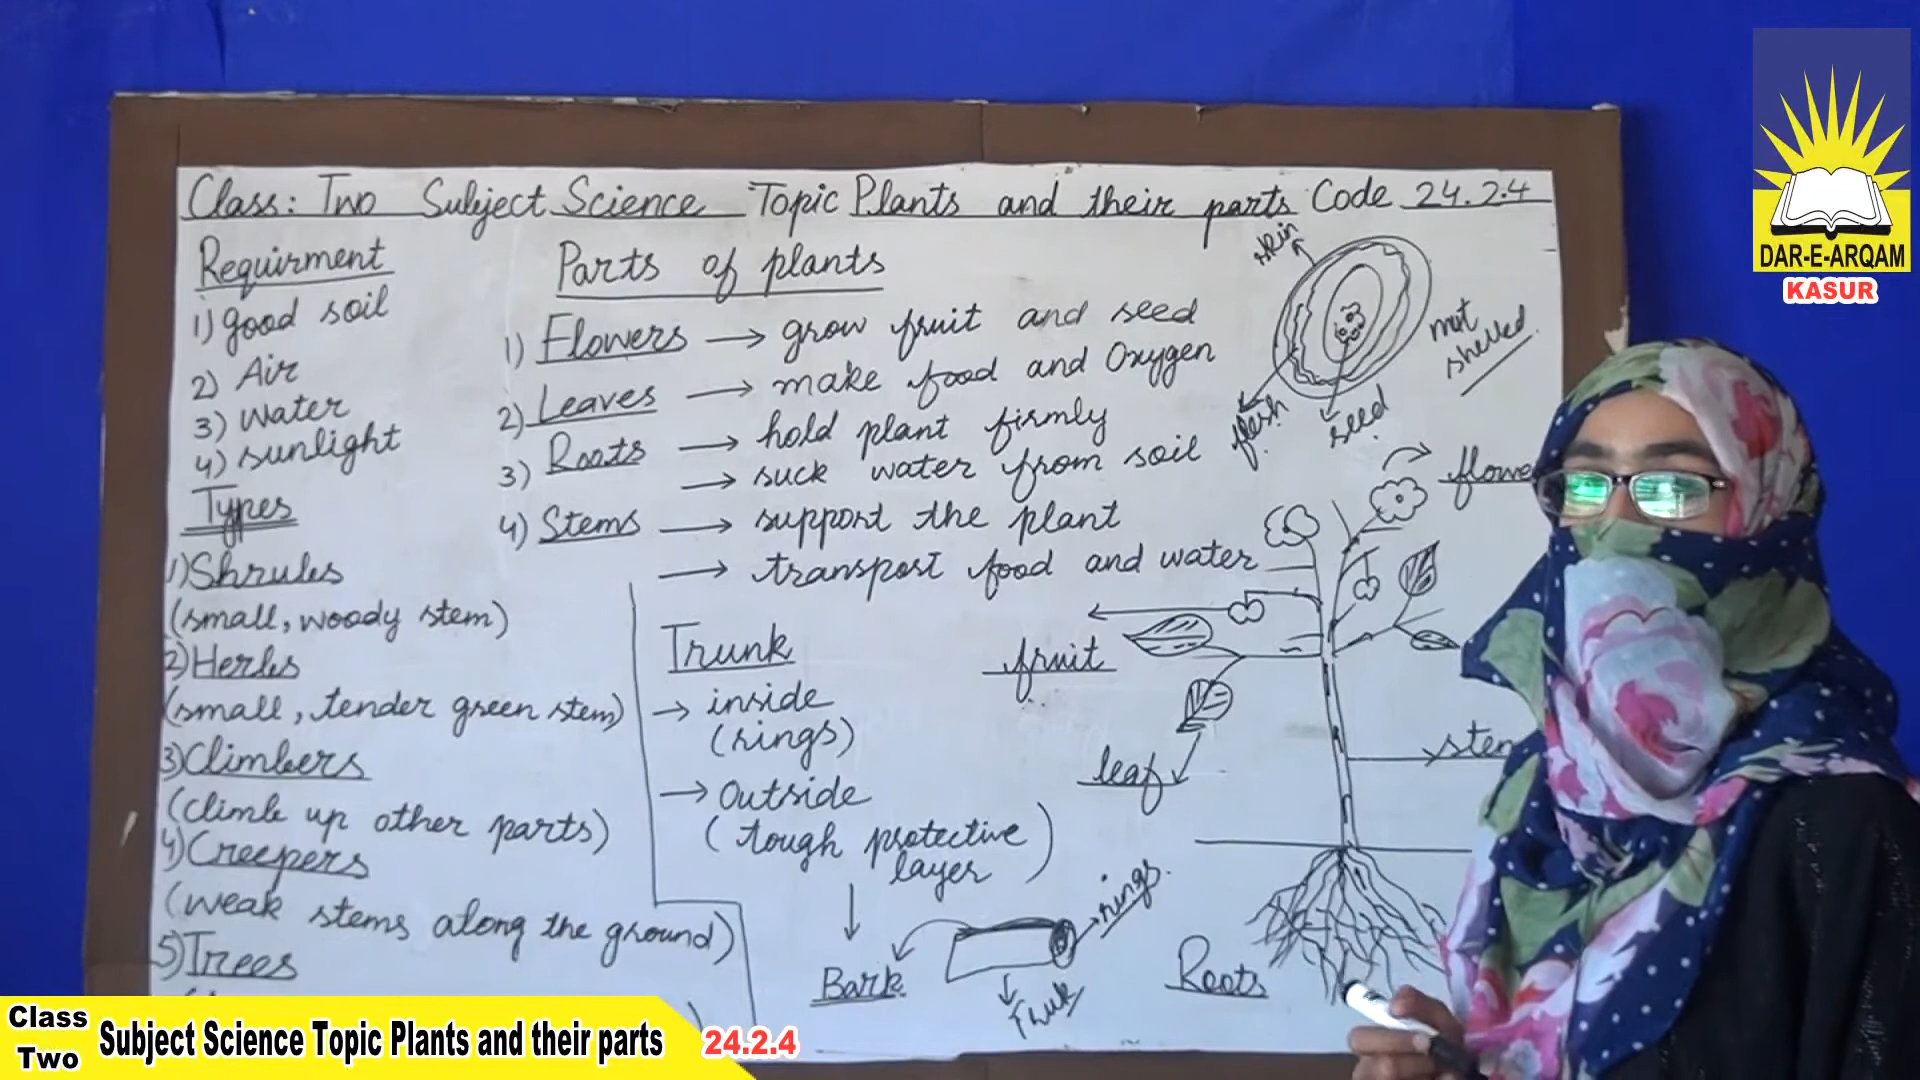 Class: Two Subject Science Topic Plants and their parts Code 24.2.4
Requirment
1) good soil
2) Air
3) water
4) sunlight
Types
1) Shrubs
(small, woody stem)
2) Herbs
(small, tender green stem)
3) Climbers
(climb up other parts)
4) Creepers
(weak stems along the ground)
5) Trees
Parts of plants
1) Flowers → grow fruit and seed
2) Leaves → make food and Oxygen
3) Roots → hold plant firmly
→ suck water from soil
4) Stems → support the plant
→ transport food and water
Trunk
→ inside
(rings)
→ outside
(tough protective
layer)
Bark
rings
Trunk
skin
flesh
seed
flower
fruit
leaf
stem
Roots
DAR-E-ARQAM
KASUR
Class
Two
Subject Science Topic Plants and their parts
24.2.4